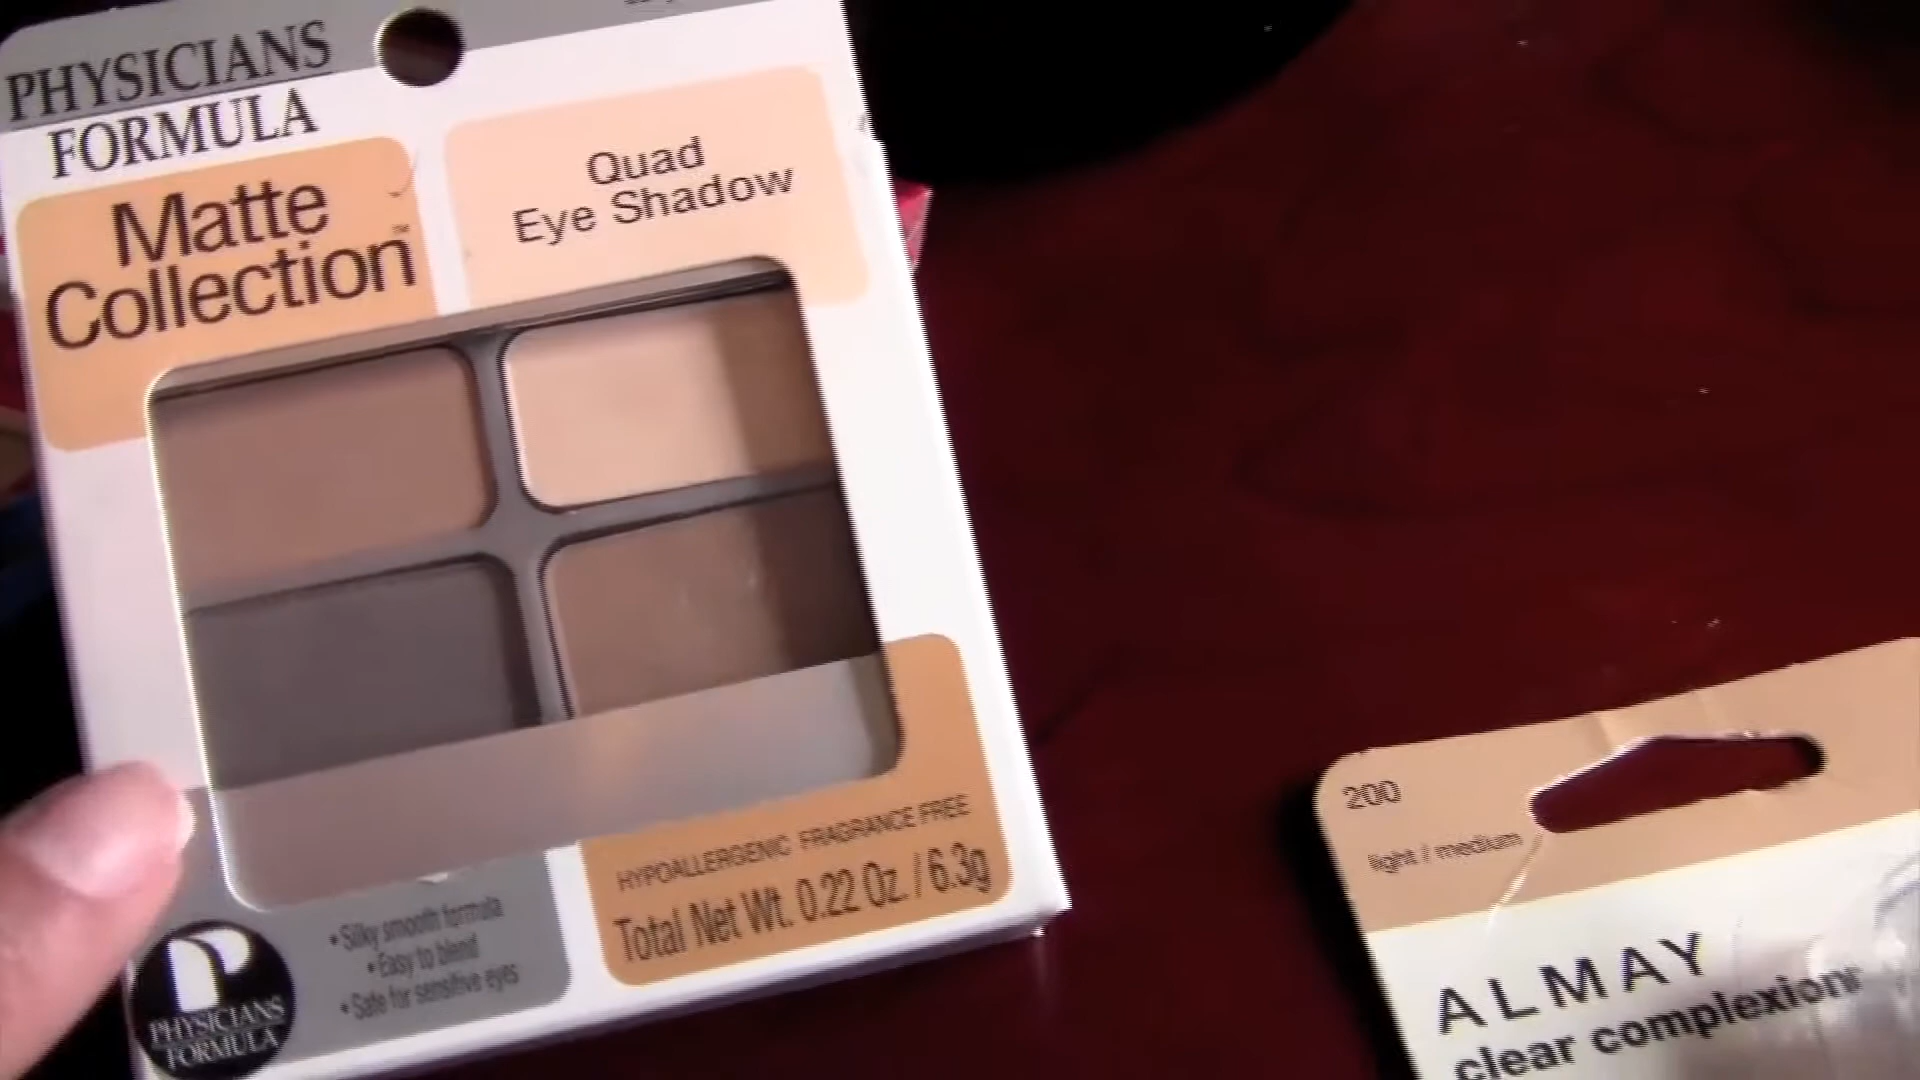 PHYSICIANS
FORMULA
Matte
Collection™
Quad
Eye Shadow
HYPOALLERGENIC FRAGRANCE FREE
Total Net Wt. 0.22 Oz. / 6.3g
• Silky smooth formula
• Easy to blend
• Safe for sensitive eyes
P
PHYSICIANS
FORMULA
200
light / medium
ALMAY
clear complexion